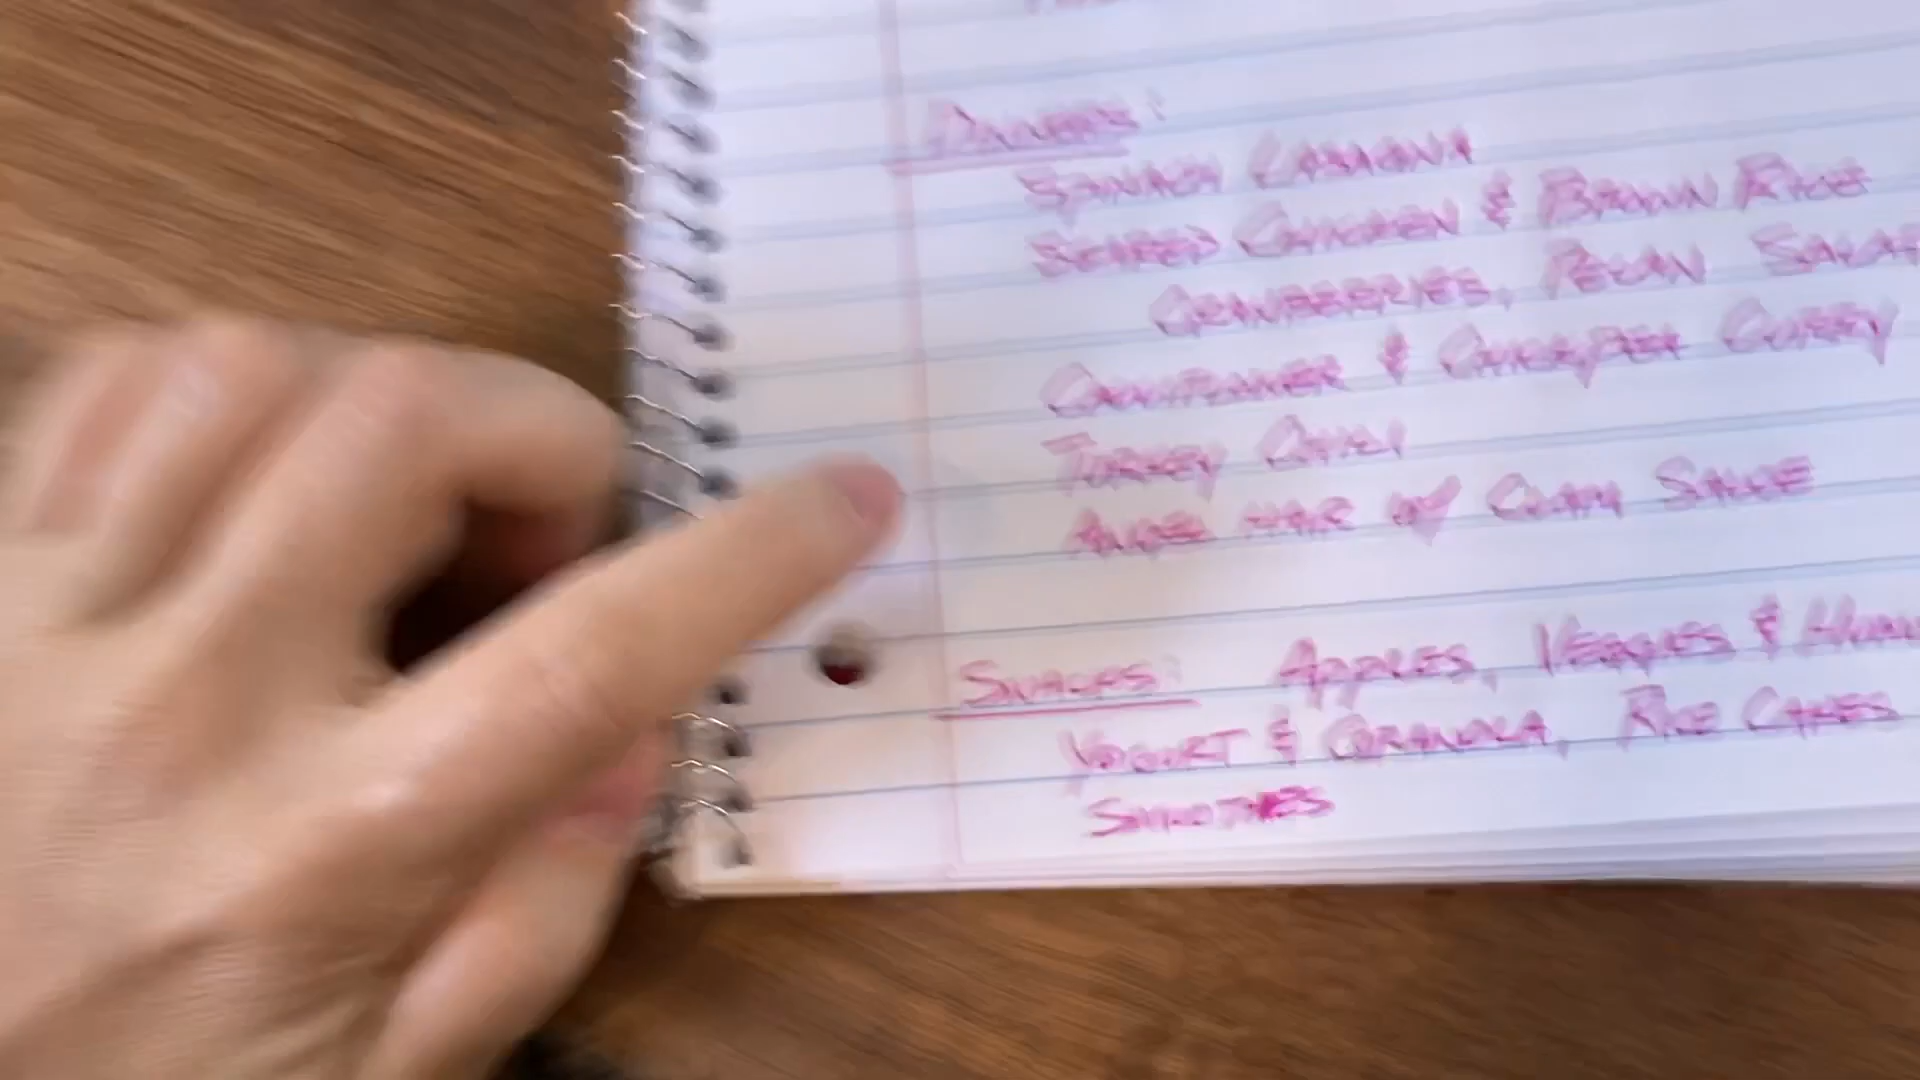 DINNERS:
SPINACH LASAGNA
SEARED CHICKEN & BROWN RICE
CRANBERRIES, PECAN
CAULIFLOWER & CHICKPEA CURRY
TURKEY CHILI
ANGEL HAIR W/ CLAM SAUCE
SNACKS: APPLES, VEGGIES &
YOGURT & GRANOLA, RICE CAKES
SMOOTHIES